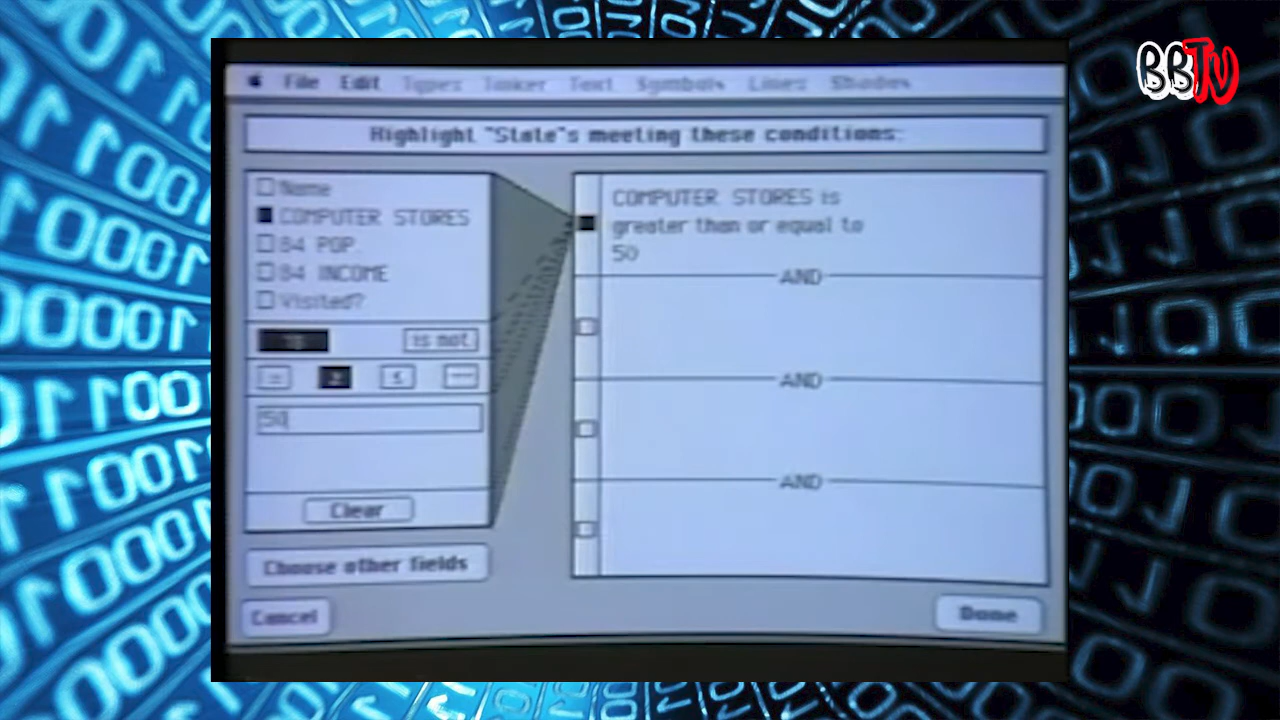 BBTV
File Edit Types Tinker Text Symbols Lines Shades
Highlight "State"s meeting these conditions:
Name
COMPUTER STORES
84 POP.
84 INCOME
Visited?
is not
= ≥ ≤
50
Clear
Choose other fields
Cancel
COMPUTER STORES is
greater than or equal to
50
AND
AND
AND
Done